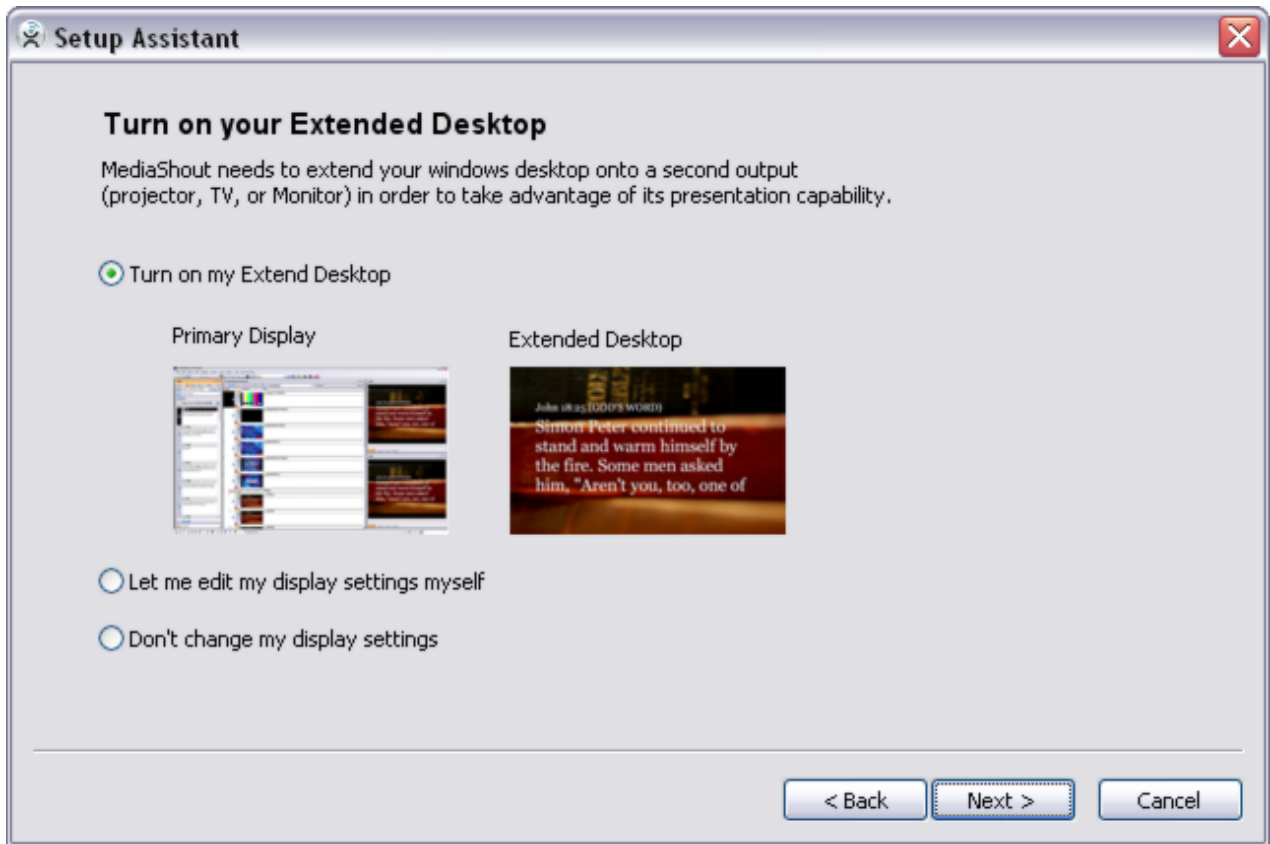 Setup Assistant
Turn on your Extended Desktop
MediaShout needs to extend your windows desktop onto a second output
(projector, TV, or Monitor) in order to take advantage of its presentation capability.
Turn on my Extend Desktop
Primary Display
Extended Desktop
John 18:25 (GOD'S WORD)
Simon Peter continued to
stand and warm himself by
the fire. Some men asked
him, "Aren't you, too, one of
Let me edit my display settings myself
Don't change my display settings
< Back
Next >
Cancel